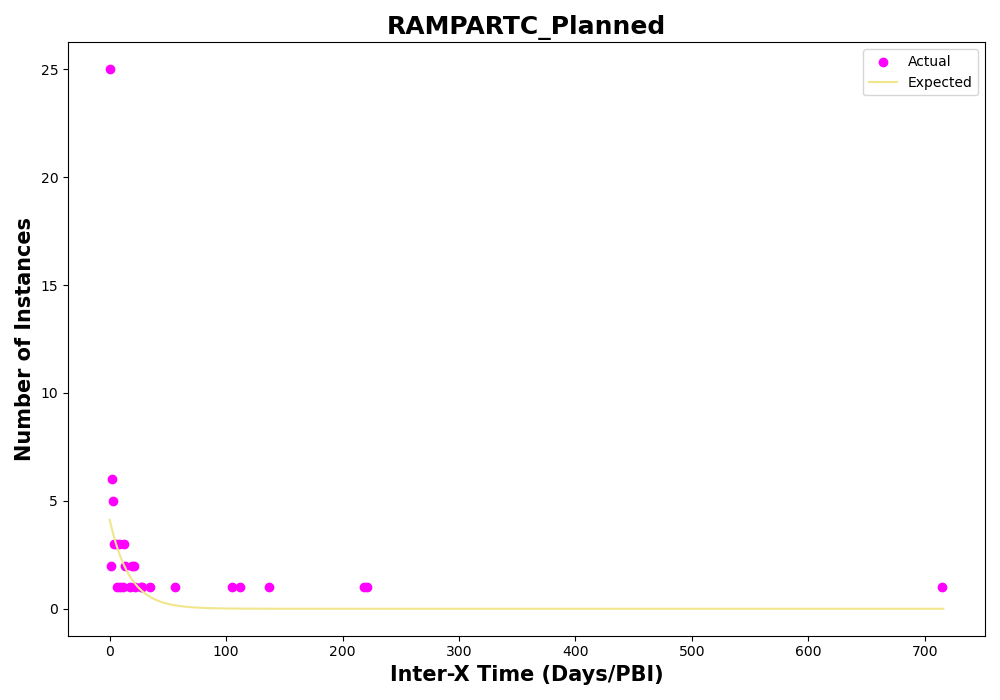 RAMPARTC_Planned
Actual
Expected
25
20
15
10
5
0
Number of Instances
0 100 200 300 400 500 600 700
Inter-X Time (Days/PBI)